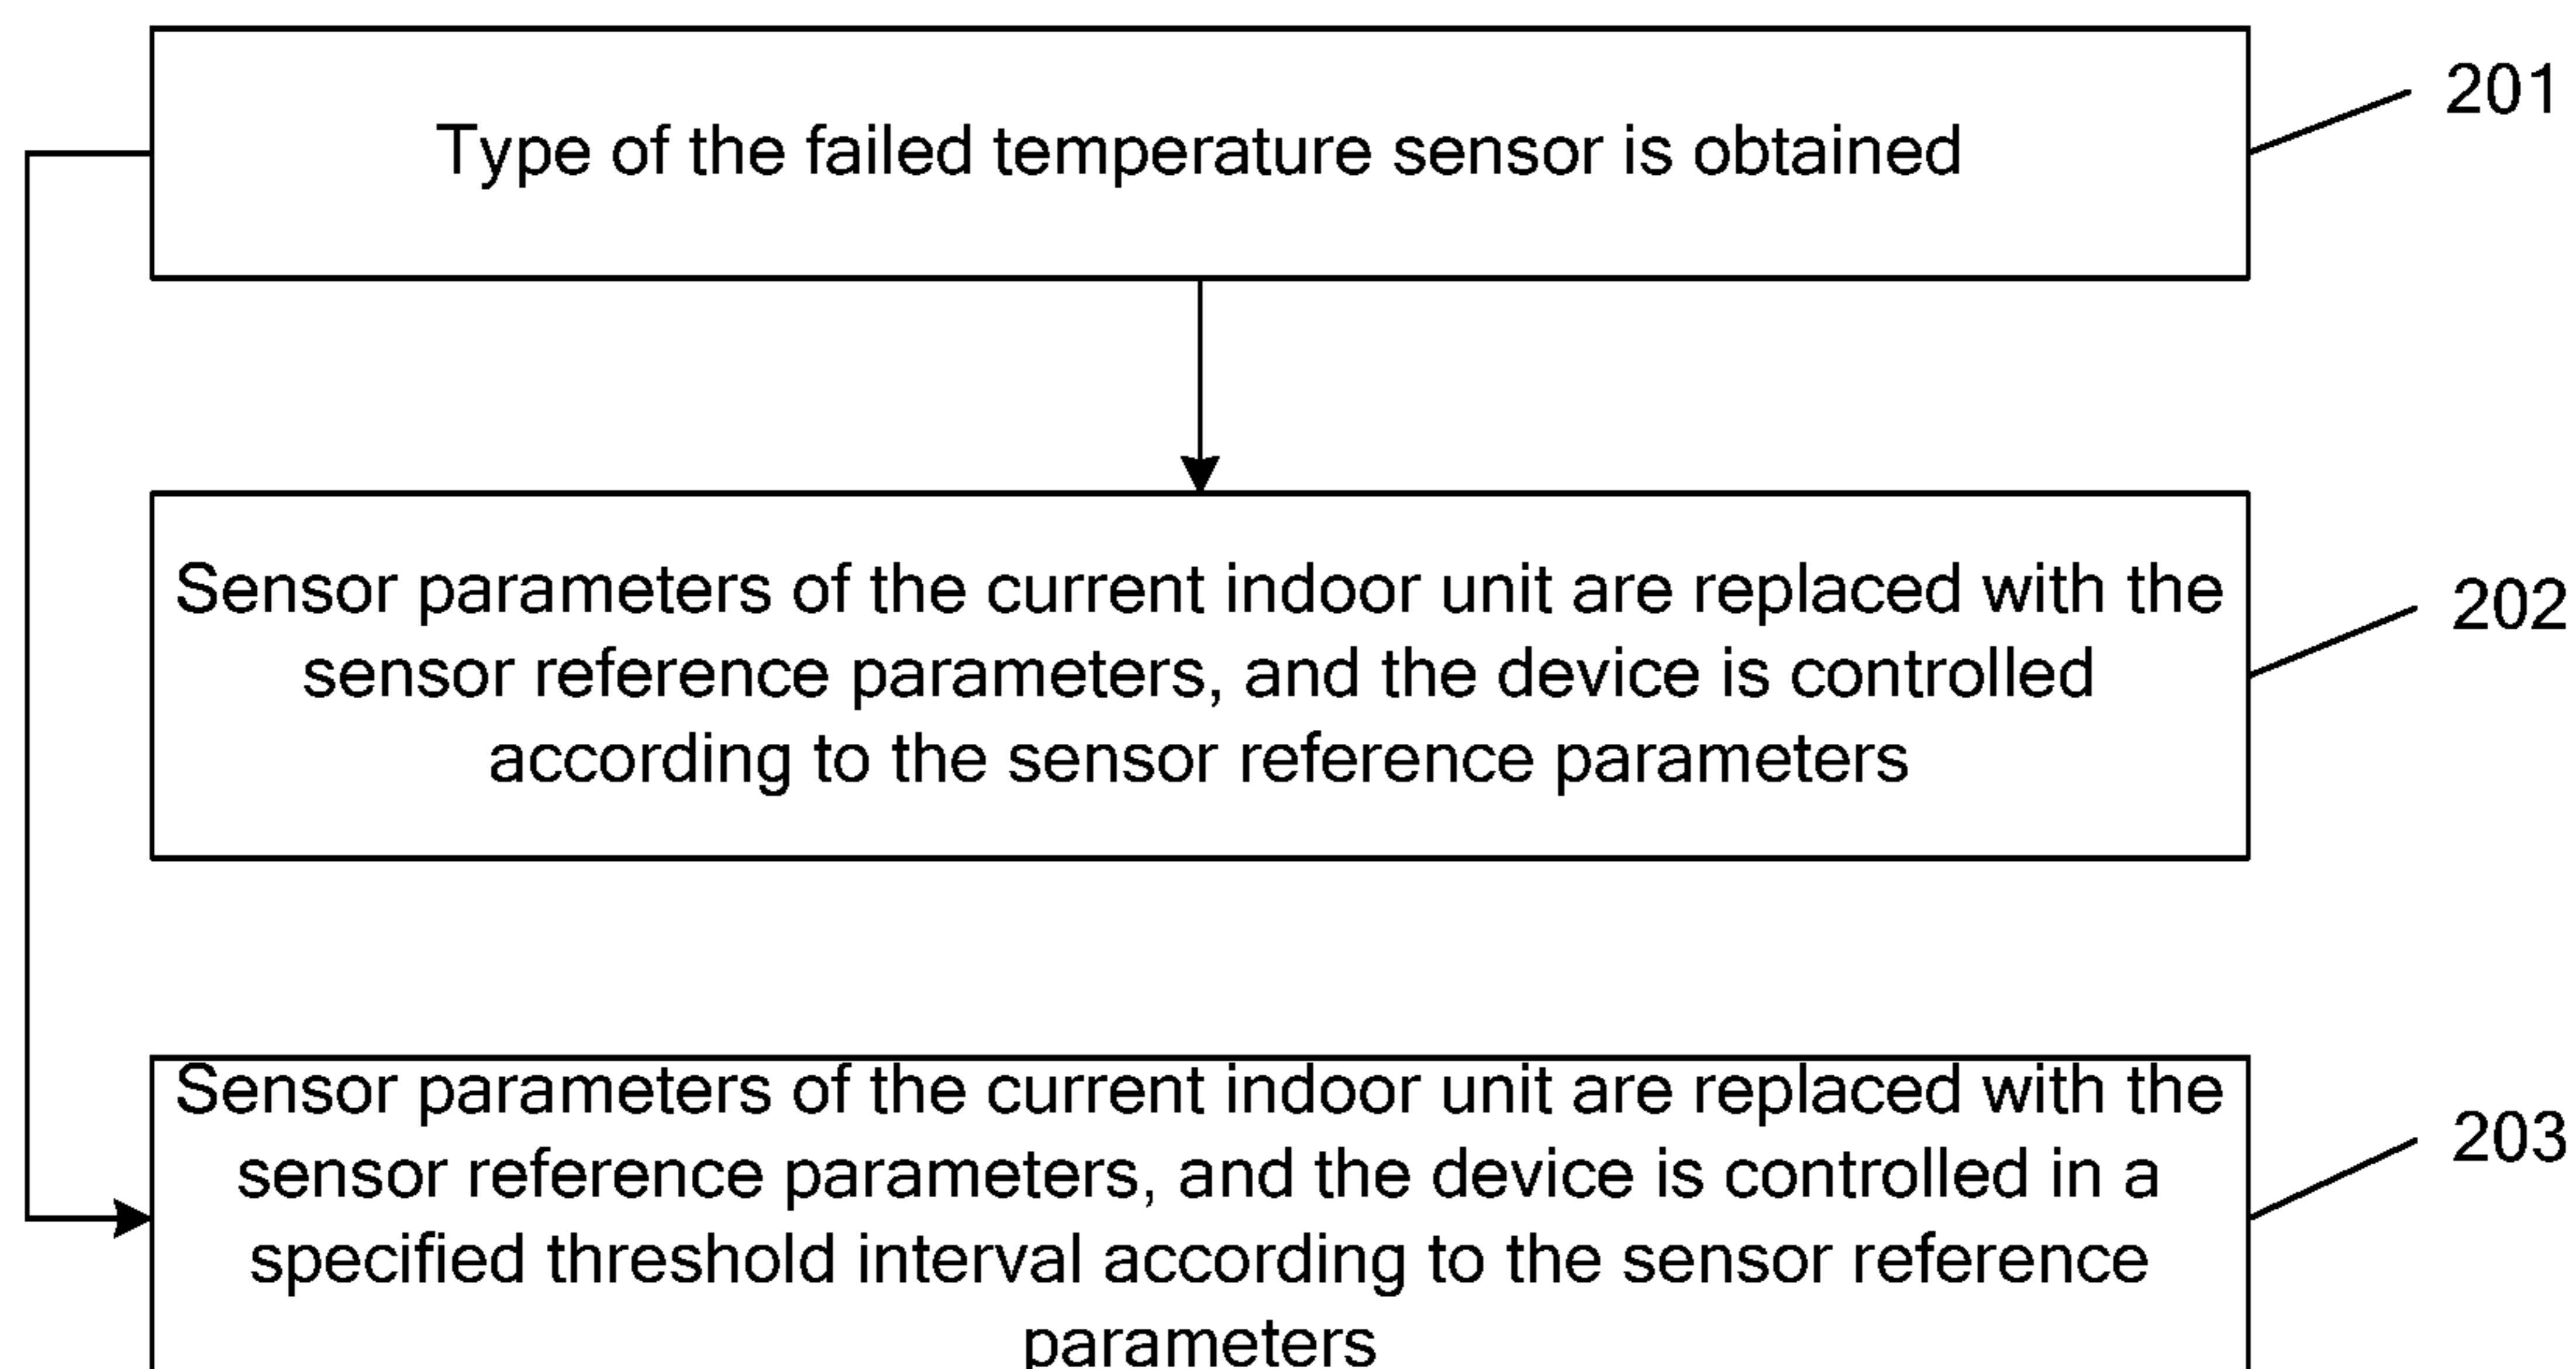 Type of the failed temperature sensor is obtained
201
Sensor parameters of the current indoor unit are replaced with the
sensor reference parameters, and the device is controlled
according to the sensor reference parameters
202
Sensor parameters of the current indoor unit are replaced with the
sensor reference parameters, and the device is controlled in a
specified threshold interval according to the sensor reference
parameters
203